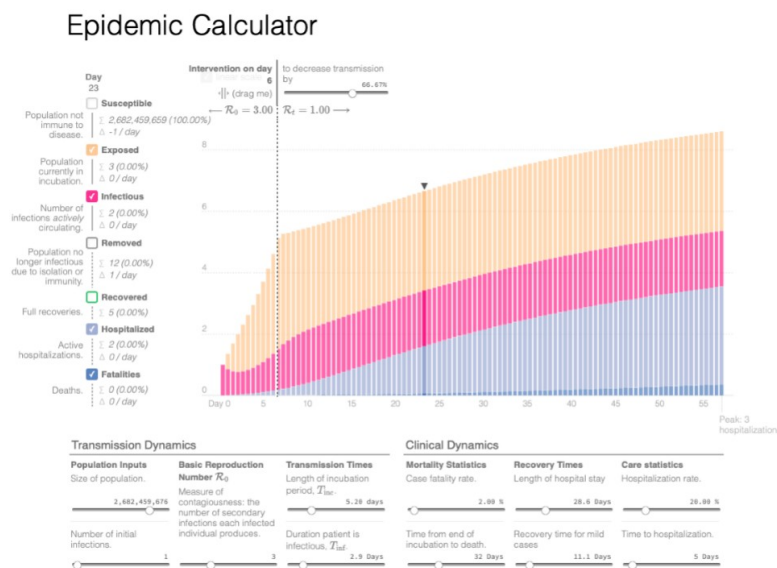 Epidemic Calculator
Intervention on day
6
to decrease transmission
by
66.67%
(drag me)
← R₀ = 3.00
Rₜ = 1.00 →
Day
23
Susceptible
Population not
immune to
disease.
Σ 2,682,459,659 (100.00%)
Δ -1 / day
Exposed
Population
currently in
incubation.
Σ 3 (0.00%)
Δ 0 / day
Infectious
Number of
infections actively
circulating.
Σ 2 (0.00%)
Δ 0 / day
Removed
Population no
longer infectious
due to isolation or
immunity.
Σ 12 (0.00%)
Δ 1 / day
Recovered
Full recoveries.
Σ 5 (0.00%)
Hospitalized
Active
hospitalizations.
Σ 2 (0.00%)
Δ 0 / day
Fatalities
Deaths.
Σ 0 (0.00%)
Δ 0 / day
8
6
4
2
0
Day 0 5 10 15 20 25 30 35 40 45 50 55
Peak: 3
hospitalization
Transmission Dynamics
Population Inputs
Size of population.
2,682,459,676
Number of initial
infections.
1
Basic Reproduction
Number R₀
Measure of
contagiousness: the
number of secondary
infections each infected
individual produces.
3
Transmission Times
Length of incubation
period, Tinc.
5.20 days
Duration patient is
infectious, Tinf.
2.9 Days
Clinical Dynamics
Mortality Statistics
Case fatality rate.
2.00 %
Time from end of
incubation to death.
32 Days
Recovery Times
Length of hospital stay
28.6 Days
Recovery time for mild
cases
11.1 Days
Care statistics
Hospitalization rate.
20.00 %
Time to hospitalization.
5 Days